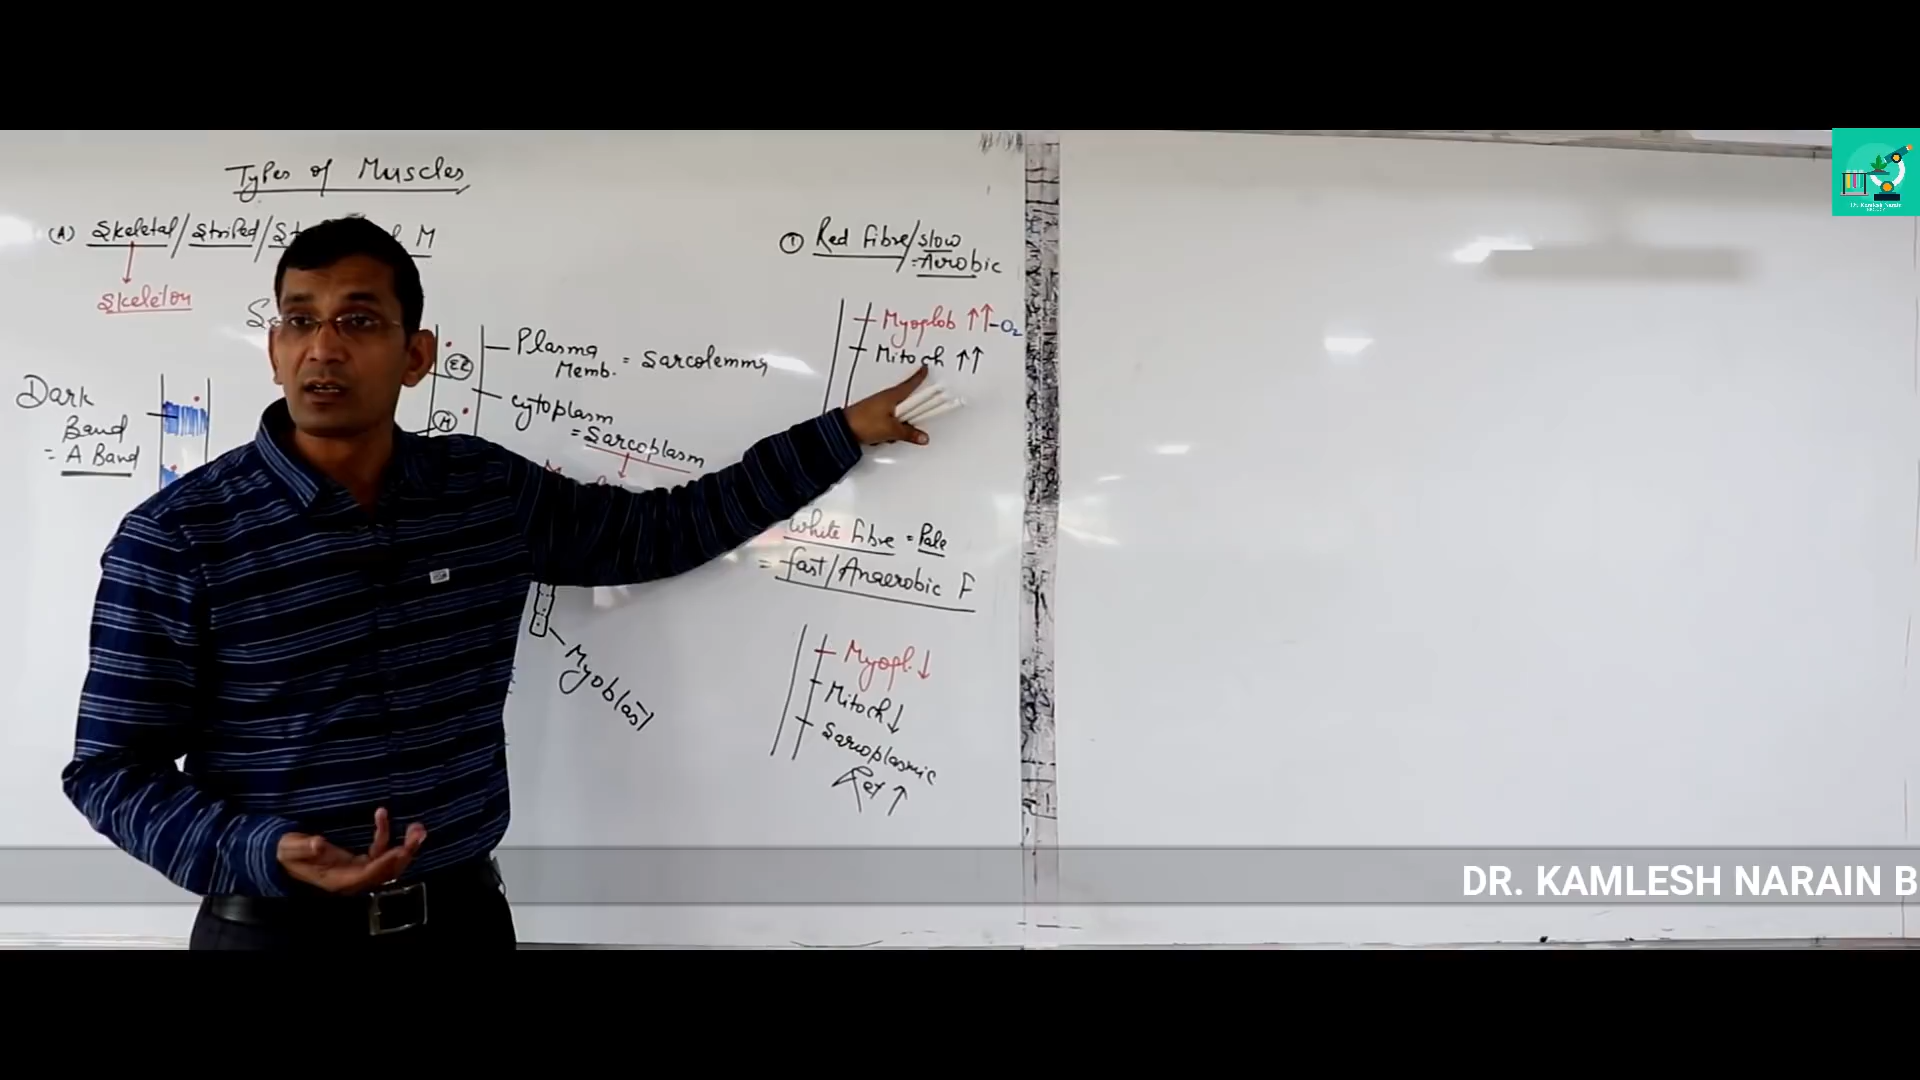 Types of Muscles
(A) Skeletal/Striped/St M
Skeleton
Dark
Band
= A Band
Plasma
Memb. = Sarcolemma
Cytoplasm
= Sarcoplasm
M
Myoblast
① Red Fibre/Slow
=Aerobic
Myoglob ↑↑-O₂
Mitoch ↑↑
White Fibre = Pale
= fast/Anaerobic F
Myogl.↓
Mitoch↓
Sarcoplasmic
Ret ↑
DR. KAMLESH NARAIN B